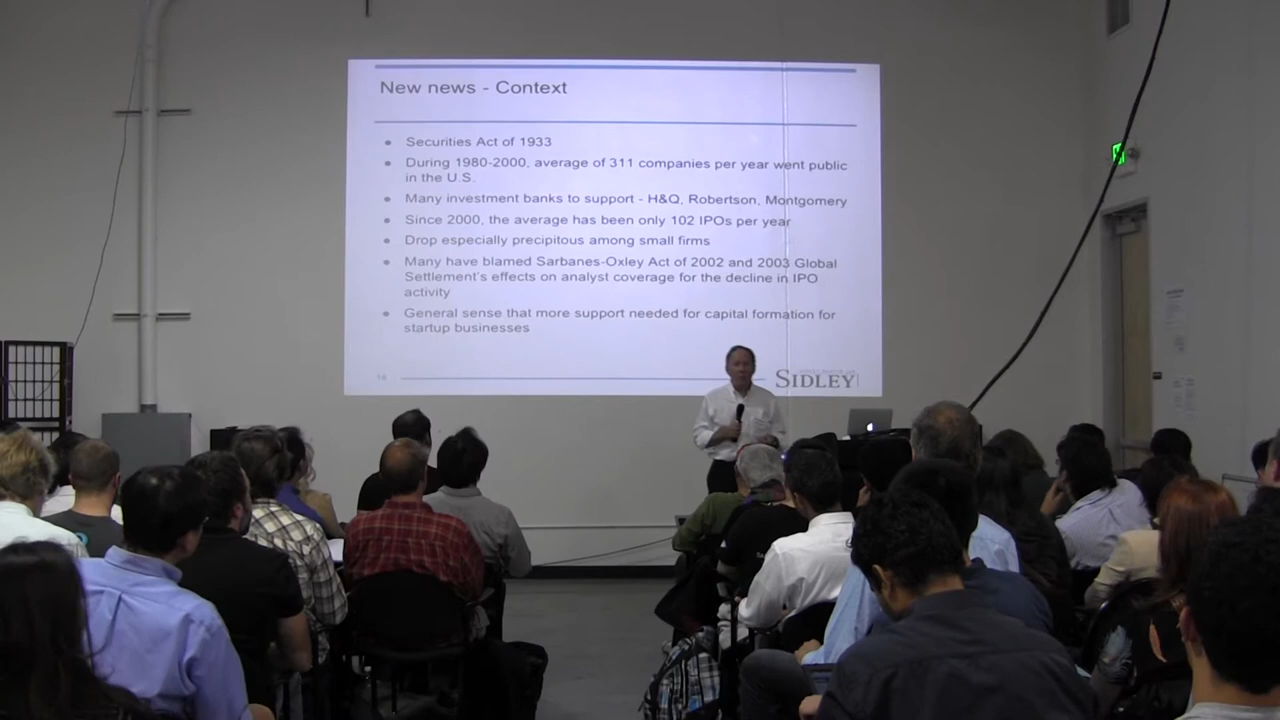 New news - Context
• Securities Act of 1933
• During 1980-2000, average of 311 companies per year went public
in the U.S.
• Many investment banks to support - H&Q, Robertson, Montgomery
• Since 2000, the average has been only 102 IPOs per year
• Drop especially precipitous among small firms
• Many have blamed Sarbanes-Oxley Act of 2002 and 2003 Global
Settlement's effects on analyst coverage for the decline in IPO
activity
• General sense that more support needed for capital formation for
startup businesses
SIDLEY